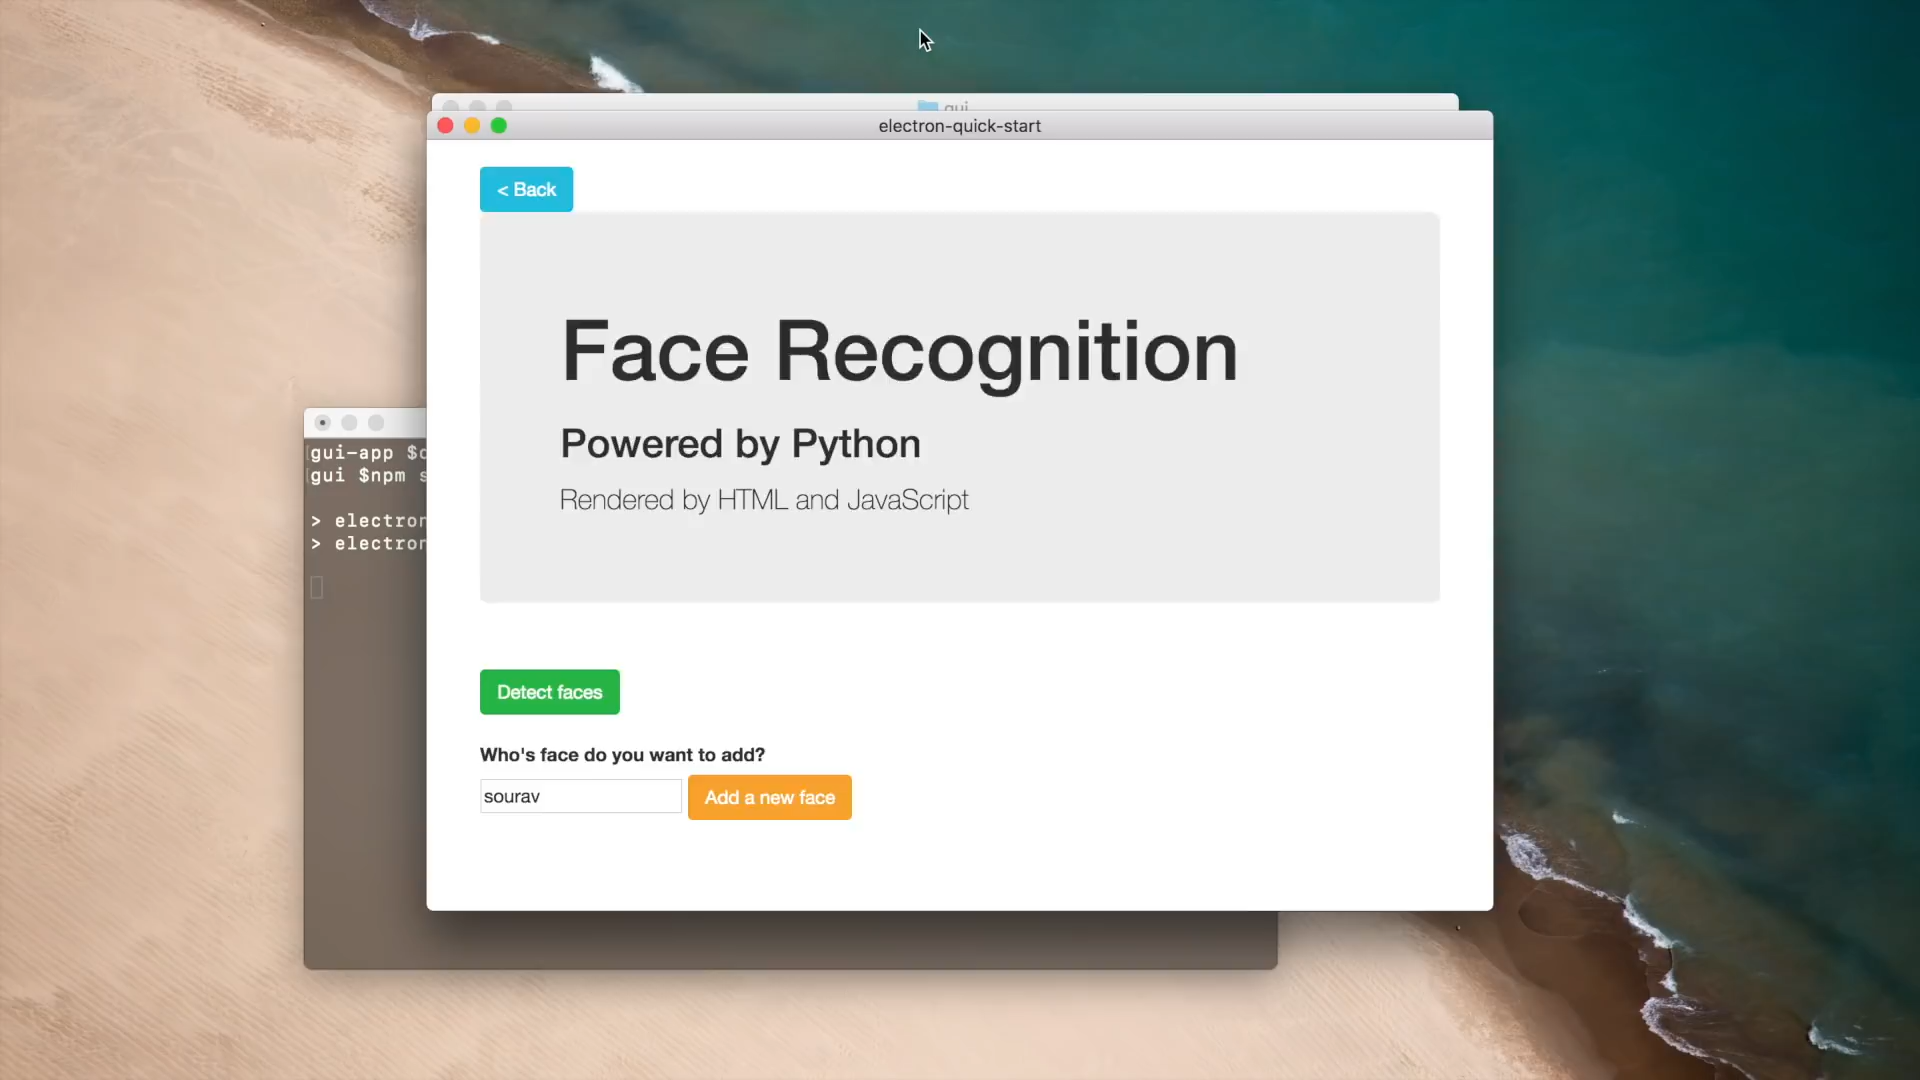 gui
electron-quick-start
< Back
Face Recognition
Powered by Python
Rendered by HTML and JavaScript
gui-app $
gui $npm
> electron
> electron
Detect faces
Who's face do you want to add?
sourav
Add a new face